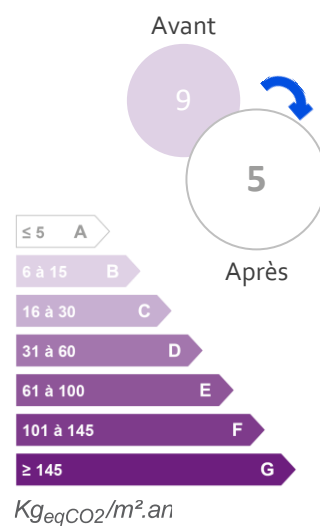 Avant
9
5
Après
≤ 5 A
6 à 15 B
16 à 30 C
31 à 60 D
61 à 100 E
101 à 145 F
≥ 145 G
KgeqCO2/m².an